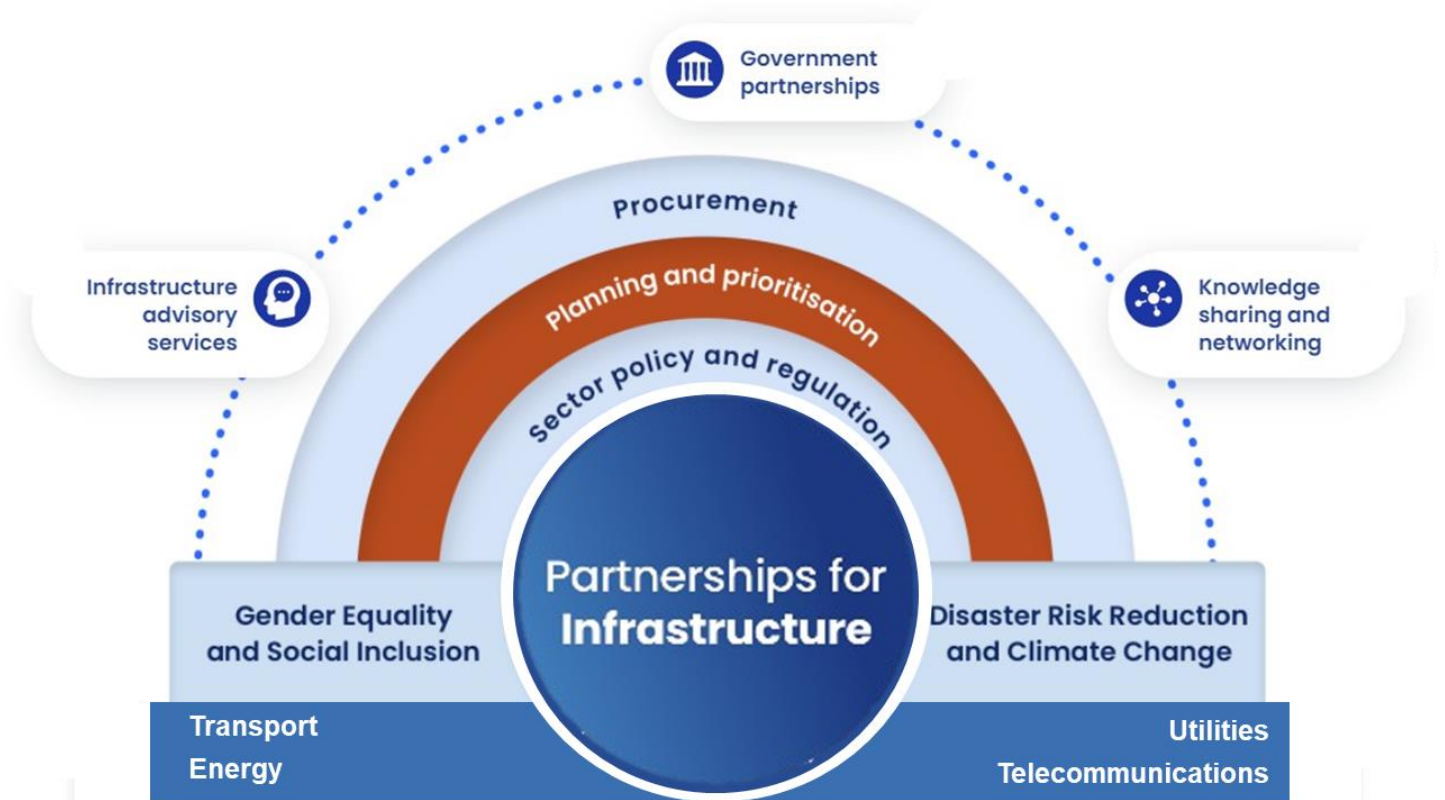 Government
partnerships
Infrastructure
advisory
services
Knowledge
sharing and
networking
Procurement
Planning and prioritisation
Sector policy and regulation
Partnerships for
Infrastructure
Gender Equality
and Social Inclusion
Disaster Risk Reduction
and Climate Change
Transport
Energy
Utilities
Telecommunications